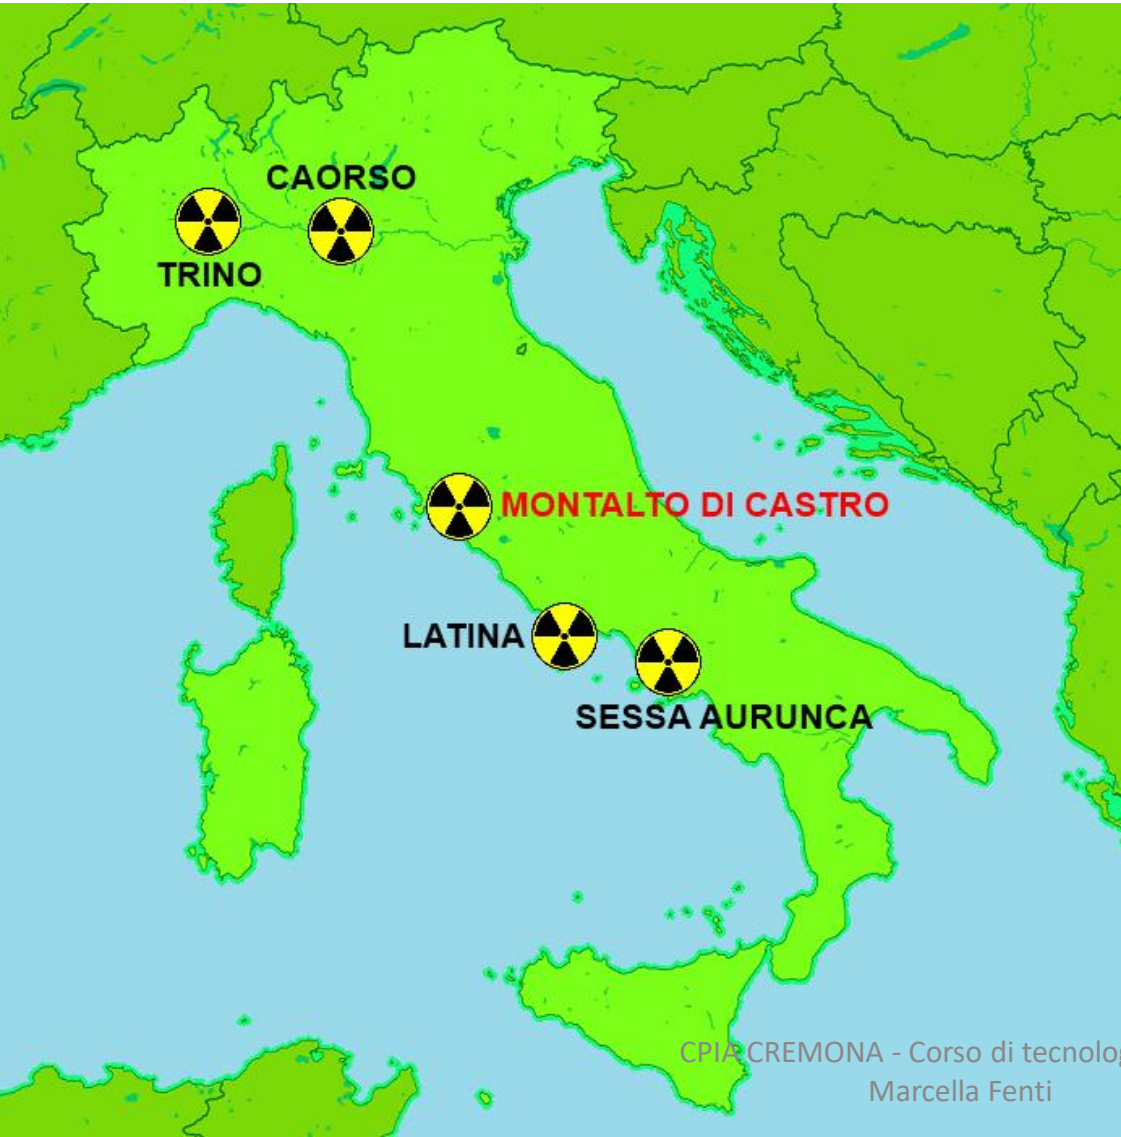 CAORSO
TRINO
MONTALTO DI CASTRO
LATINA
SESSA AURUNCA
CPIA CREMONA - Corso di tecnolog
Marcella Fenti